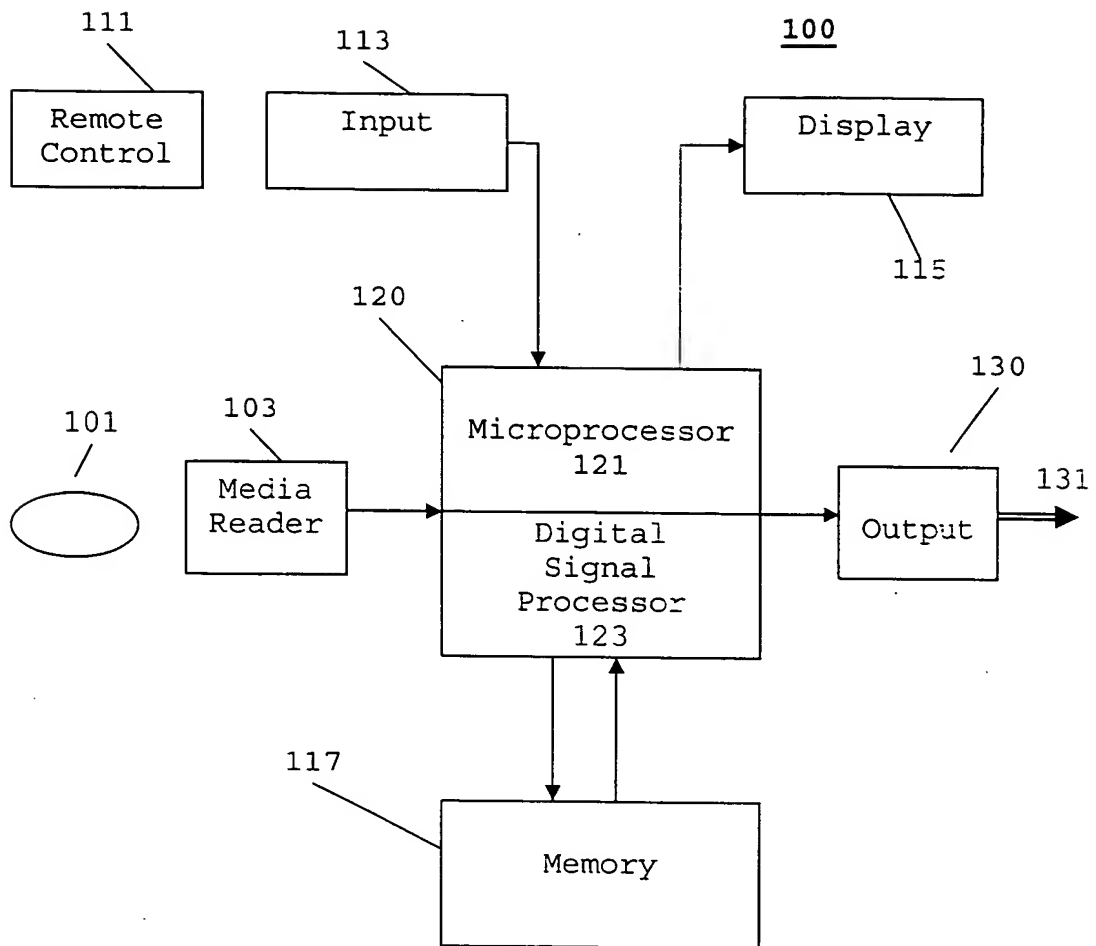 111
113
100
Remote
Control
Input
Display
115
120
130
101
103
131
Media
Reader
Microprocessor
121
Output
Digital
Signal
Processor
123
117
Memory